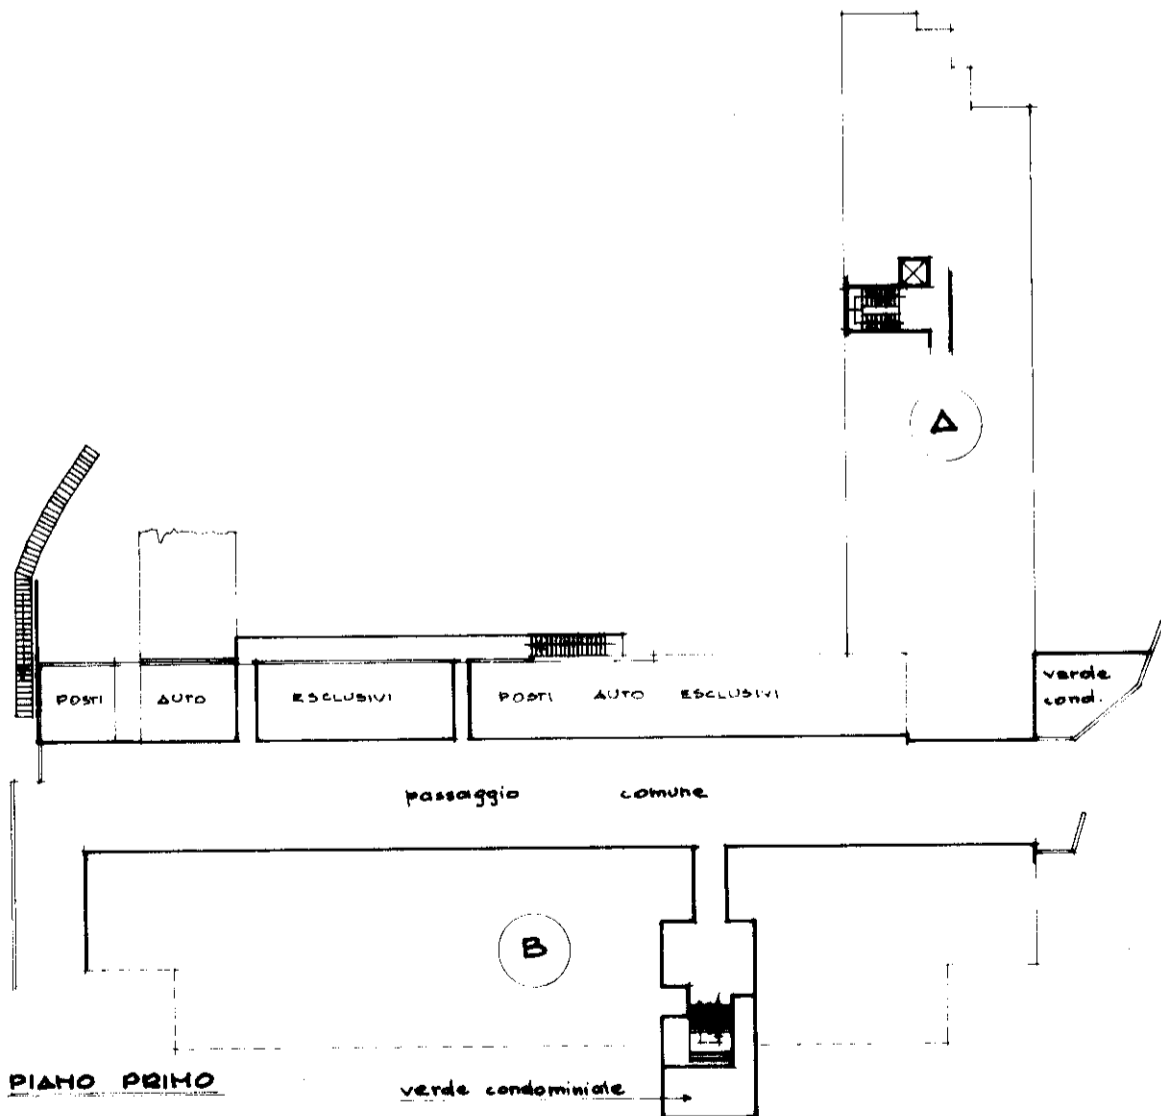 A
verde
cond.
POSTI AUTO ESCLUSIVI POSTI AUTO ESCLUSIVI
passaggio comune
B
PIANO PRIMO
verde condominiale